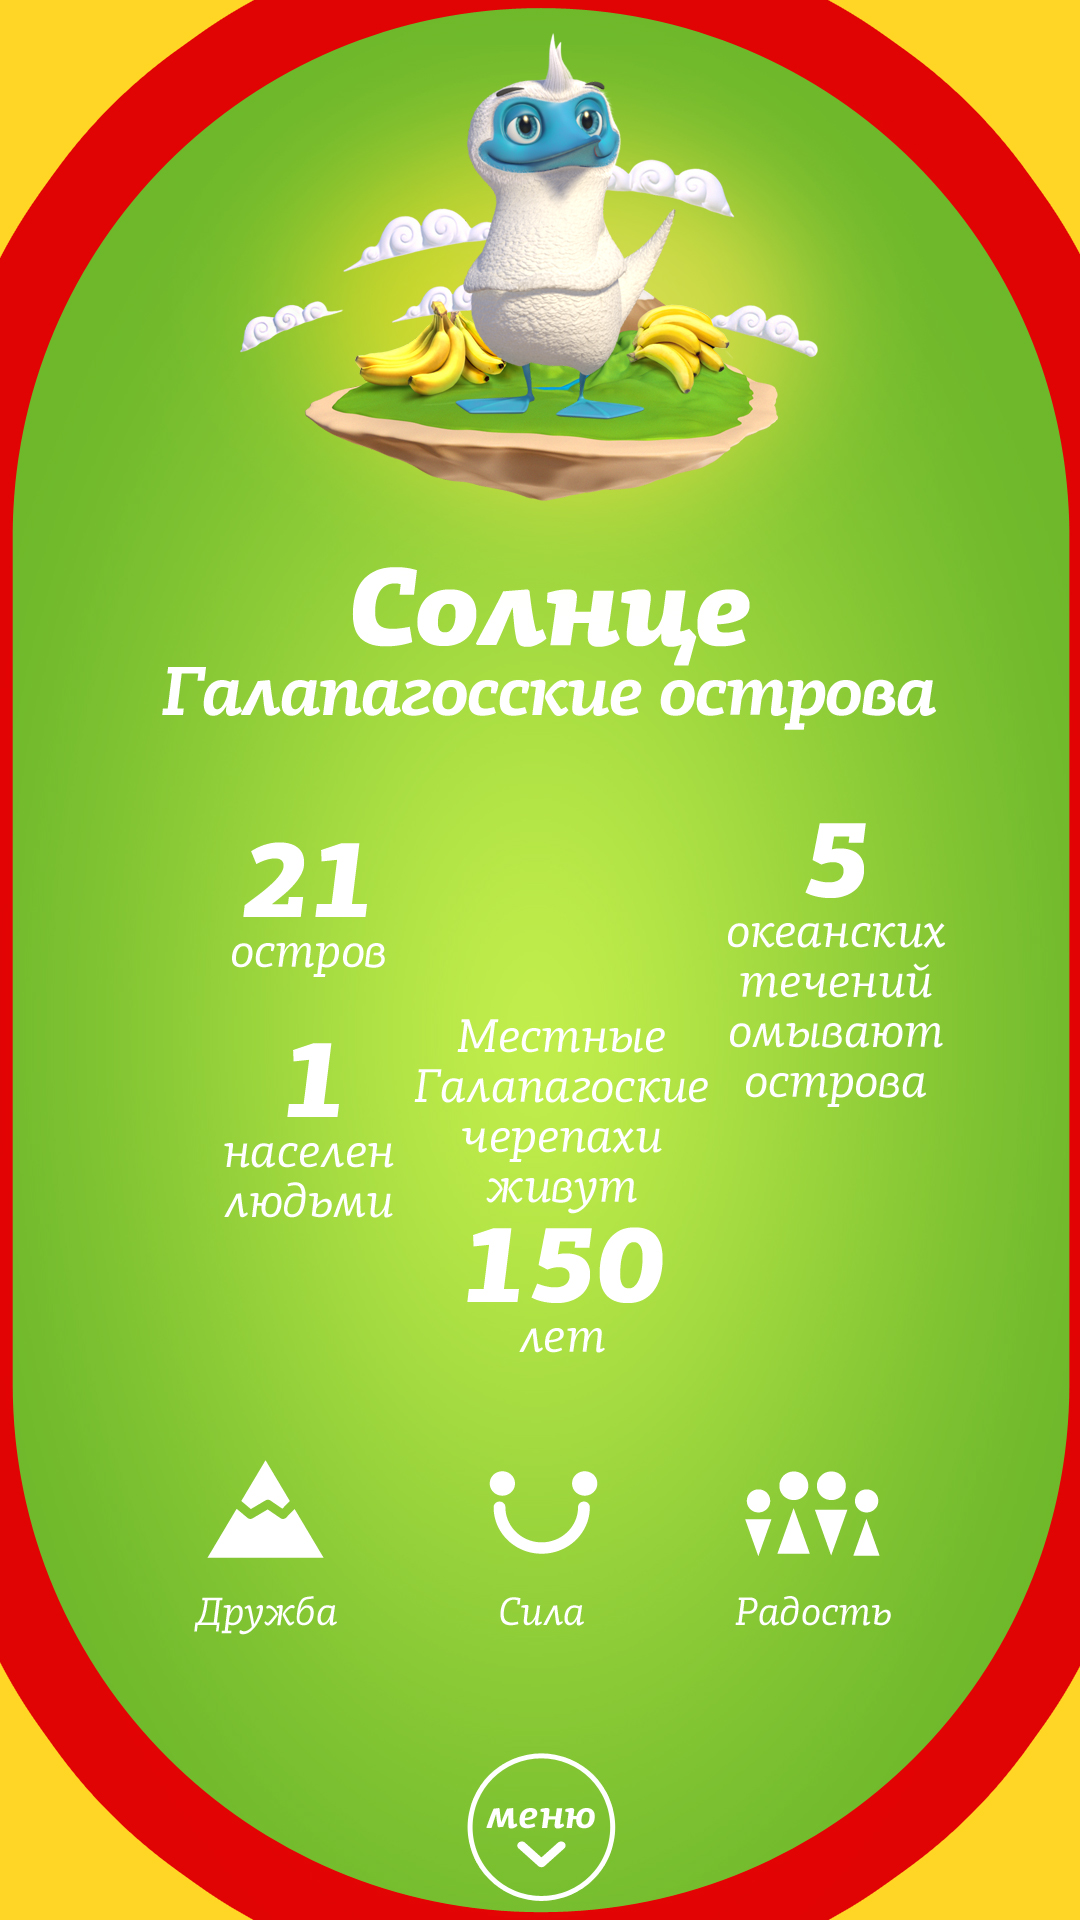 Солнце
Галапагосские острова
21
остров
1
населен
людьми
Местные
Галапагоские
черепахи
живут
150
лет
5
океанских
течений
омывают
острова
Дружба
Сила
Радость
меню